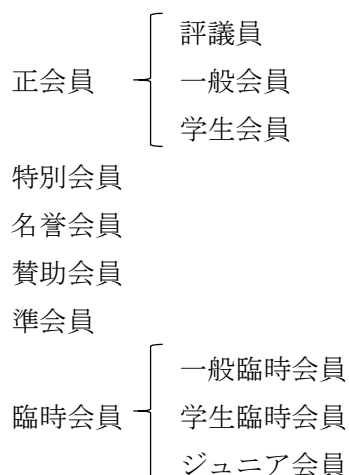 評議員
正会員 一般会員
学生会員
特別会員
名誉会員
賛助会員
準会員
一般臨時会員
臨時会員 学生臨時会員
ジュニア会員